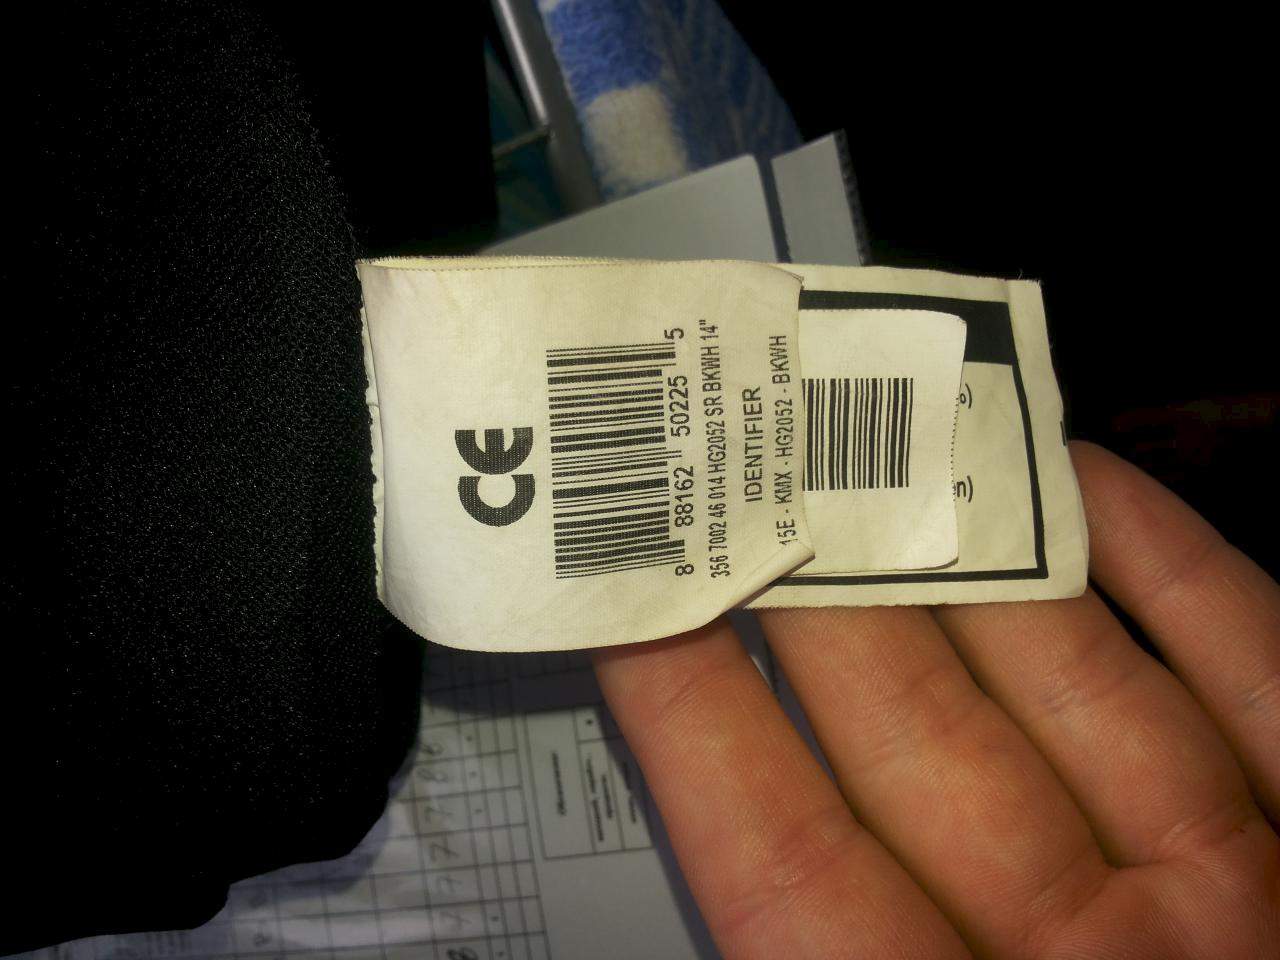 CE
8 88162 50225 5
356 7002 46 014 HG2052 SR BKWH 14"
IDENTIFIER
15E - KMX - HG2052 - BKWH